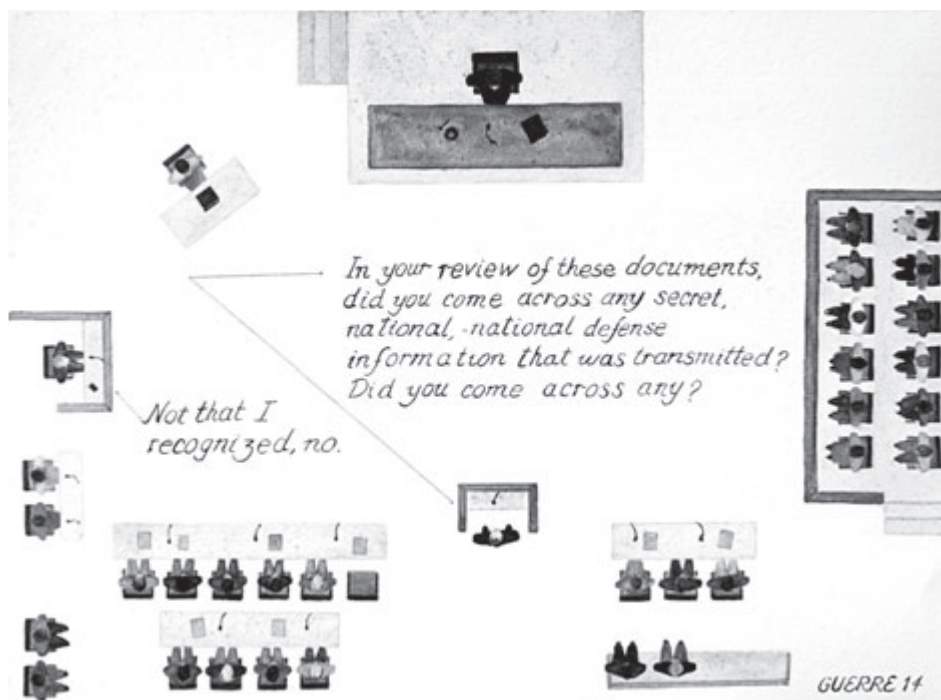 In your review of these documents,
did you come across any secret,
national, national defense
information that was transmitted?
Did you come across any?
Not that I
recognized, no.
GUERRE 14